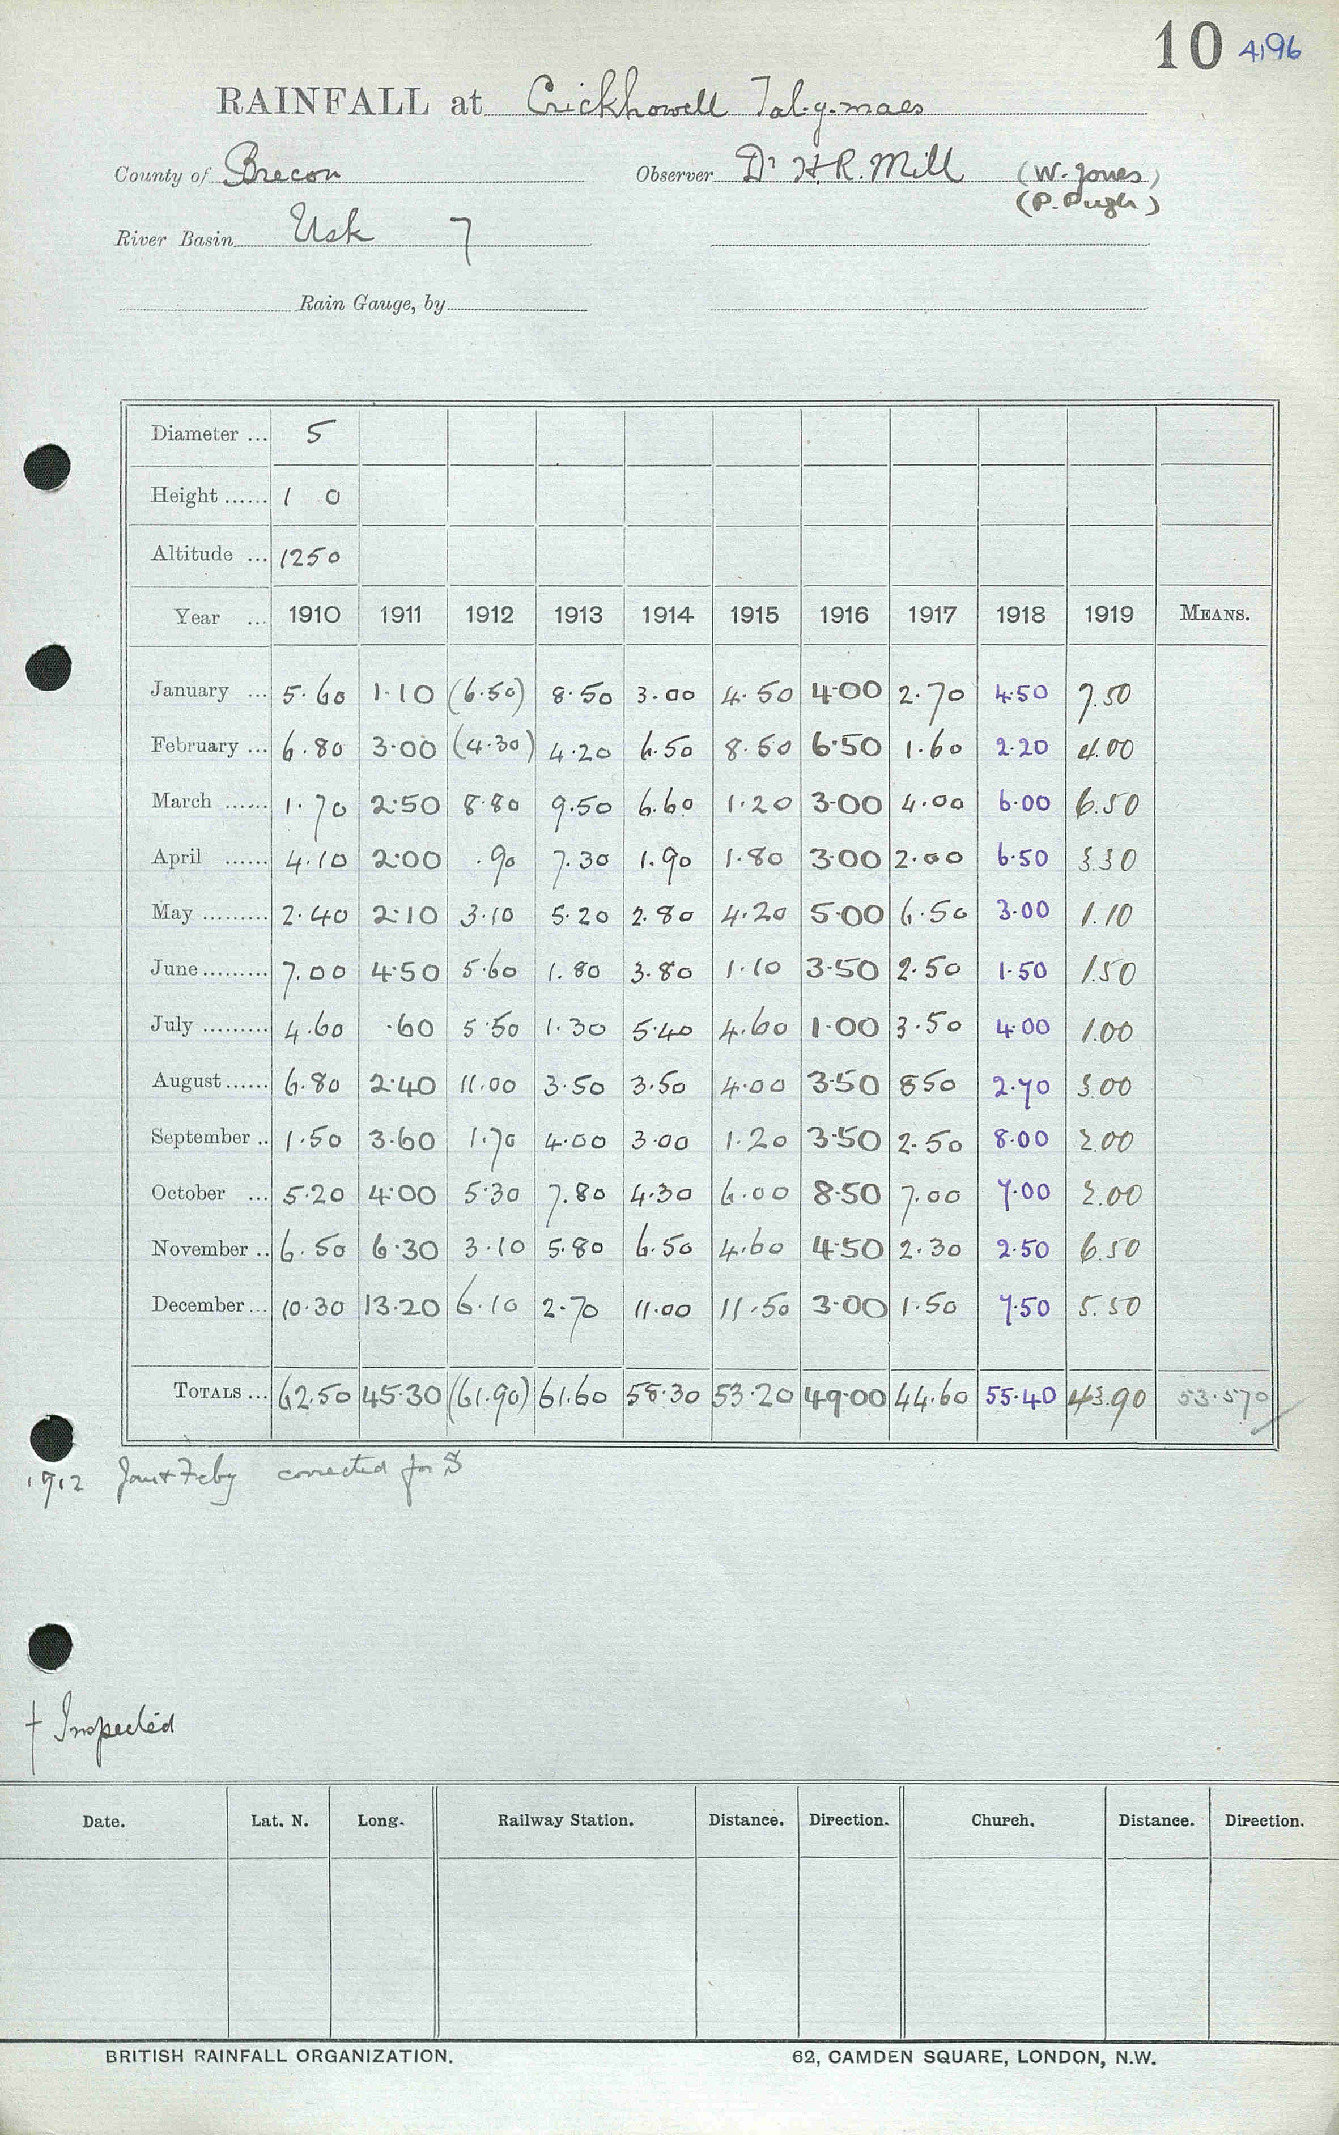 10 4196
RAINFALL at Crickhowell Tal-y-maes
County of Brecon Observer Dr H.R. Mill (W. Jones)
(P. Pugh)
River Basin Usk 7
Rain Gauge, by
Diameter ... 5
Height ...... 1 0
Altitude ... 1250
Year ... 1910 1911 1912 1913 1914 1915 1916 1917 1918 1919 MEANS.
January ... 5.60 1.10 (6.50) 8.50 3.00 4.50 4.00 2.70 4.50 7.50
February ... 6.80 3.00 (4.30) 4.20 6.50 8.50 6.50 1.60 2.20 4.00
March ...... 1.70 2.50 8.80 9.50 6.60 1.20 3.00 4.00 6.00 6.50
April ...... 4.10 2.00 .90 7.30 1.90 1.80 3.00 2.00 6.50 3.30
May ......... 2.40 2.10 3.10 5.20 2.80 4.20 5.00 6.50 3.00 1.10
June ......... 7.00 4.50 5.60 1.80 3.80 1.10 3.50 2.50 1.50 1.50
July ......... 4.60 .60 5.50 1.30 5.40 4.60 1.00 3.50 4.00 1.00
August ...... 6.80 2.40 11.00 3.50 3.50 4.00 3.50 850 2.70 3.00
September .. 1.50 3.60 1.70 4.00 3.00 1.20 3.50 2.50 8.00 2.00
October ... 5.20 4.00 5.30 7.80 4.30 6.00 8.50 7.00 7.00 2.00
November .. 6.50 6.30 3.10 5.80 6.50 4.60 4.50 2.30 2.50 6.50
December ... 10.30 13.20 6.10 2.70 11.00 11.50 3.00 1.50 7.50 5.50
TOTALS ... 62.50 45.30 (61.90) 61.60 58.30 53.20 49.00 44.60 55.40 43.90 53.570
1912 Jan + Feby corrected for S
† Inspected
Date. Lat. N. Long. Railway Station. Distance. Direction. Church. Distance. Direction.
BRITISH RAINFALL ORGANIZATION. 62, CAMDEN SQUARE, LONDON, N.W.